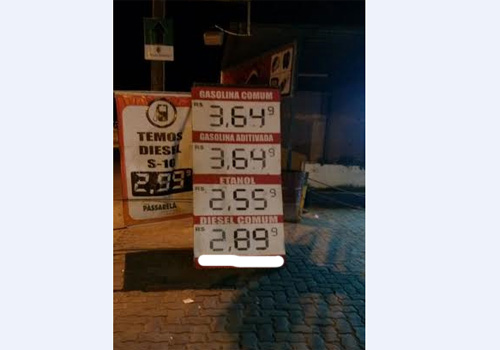 TEMOS
DIESEL
S-10
2,99⁹
PASSARELA
GASOLINA COMUM
R$ 3,64⁹
GASOLINA ADITIVADA
R$ 3,64⁹
ETANOL
R$ 2,55⁹
DIESEL COMUM
R$ 2,89⁹